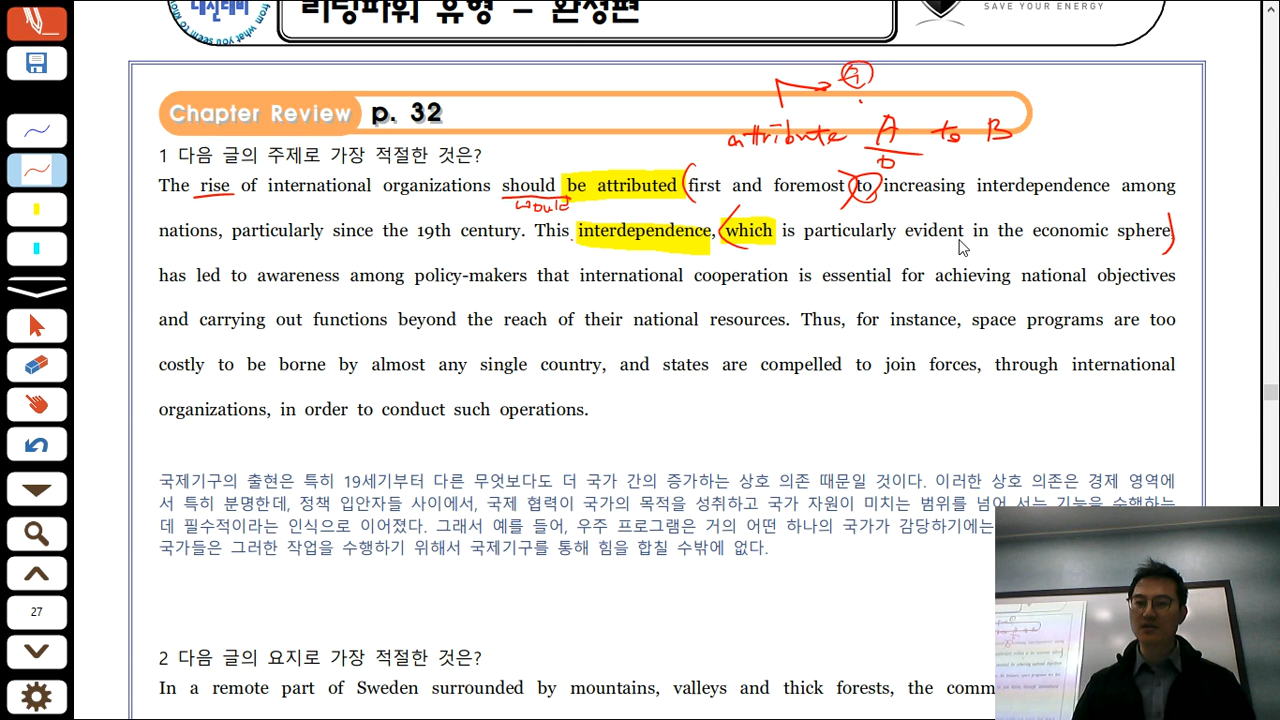 리딩파워 유형 – 완성편
SAVE YOUR ENERGY
from what you seem to know
Chapter Review p. 32
attribute A to B
1 다음 글의 주제로 가장 적절한 것은?
The rise of international organizations should be attributed (first and foremost) to increasing interdependence among
would
nations, particularly since the 19th century. This interdependence, (which is particularly evident in the economic sphere)
has led to awareness among policy-makers that international cooperation is essential for achieving national objectives
and carrying out functions beyond the reach of their national resources. Thus, for instance, space programs are too
costly to be borne by almost any single country, and states are compelled to join forces, through international
organizations, in order to conduct such operations.
국제기구의 출현은 특히 19세기부터 다른 무엇보다도 더 국가 간의 증가하는 상호 의존 때문일 것이다. 이러한 상호 의존은 경제 영역에
서 특히 분명한데, 정책 입안자들 사이에서, 국제 협력이 국가의 목적을 성취하고 국가 자원이 미치는 범위를 넘어 서는 기능을 수행하는
데 필수적이라는 인식으로 이어졌다. 그래서 예를 들어, 우주 프로그램은 거의 어떤 하나의 국가가 감당하기에는
국가들은 그러한 작업을 수행하기 위해서 국제기구를 통해 힘을 합칠 수밖에 없다.
27
2 다음 글의 요지로 가장 적절한 것은?
In a remote part of Sweden surrounded by mountains, valleys and thick forests, the comm